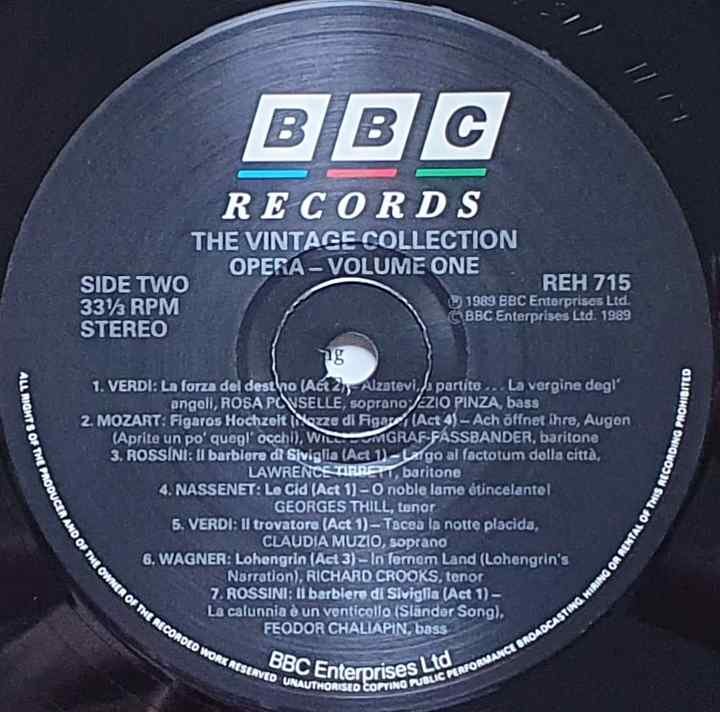 BBC
RECORDS
THE VINTAGE COLLECTION
OPERA – VOLUME ONE
SIDE TWO
33⅓ RPM
STEREO
REH 715
Ⓟ 1989 BBC Enterprises Ltd.
© BBC Enterprises Ltd. 1989
1. VERDI: La forza del destino (Act 2) – Alzatevi, e partite ... La vergine degl'
angeli, ROSA PONSELLE, soprano; EZIO PINZA, bass
2. MOZART: Figaros Hochzeit (Nozze di Figaro) (Act 4) – Ach öffnet ihre, Augen
(Aprite un po' quegl' occhi), WILLI DOMGRAF-FASSBANDER, baritone
3. ROSSINI: Il barbiere di Siviglia (Act 1) – Largo al factotum della città,
LAWRENCE TIBBETT, baritone
4. NASSENET: Le Cid (Act 1) – O noble lame étincelante!
GEORGES THILL, tenor
5. VERDI: Il trovatore (Act 1) – Tacea la notte placida,
CLAUDIA MUZIO, soprano
6. WAGNER: Lohengrin (Act 3) – In fernem Land (Lohengrin's
Narration), RICHARD CROOKS, tenor
7. ROSSINI: Il barbiere di Siviglia (Act 1) –
La calunnia è un venticello (Slander Song),
FEODOR CHALIAPIN, bass
BBC Enterprises Ltd
ALL RIGHTS OF THE PRODUCER AND OF THE OWNER OF THE RECORDED WORK RESERVED UNAUTHORISED COPYING PUBLIC PERFORMANCE BROADCASTING, HIRING OR RENTAL OF THIS RECORDING PROHIBITED